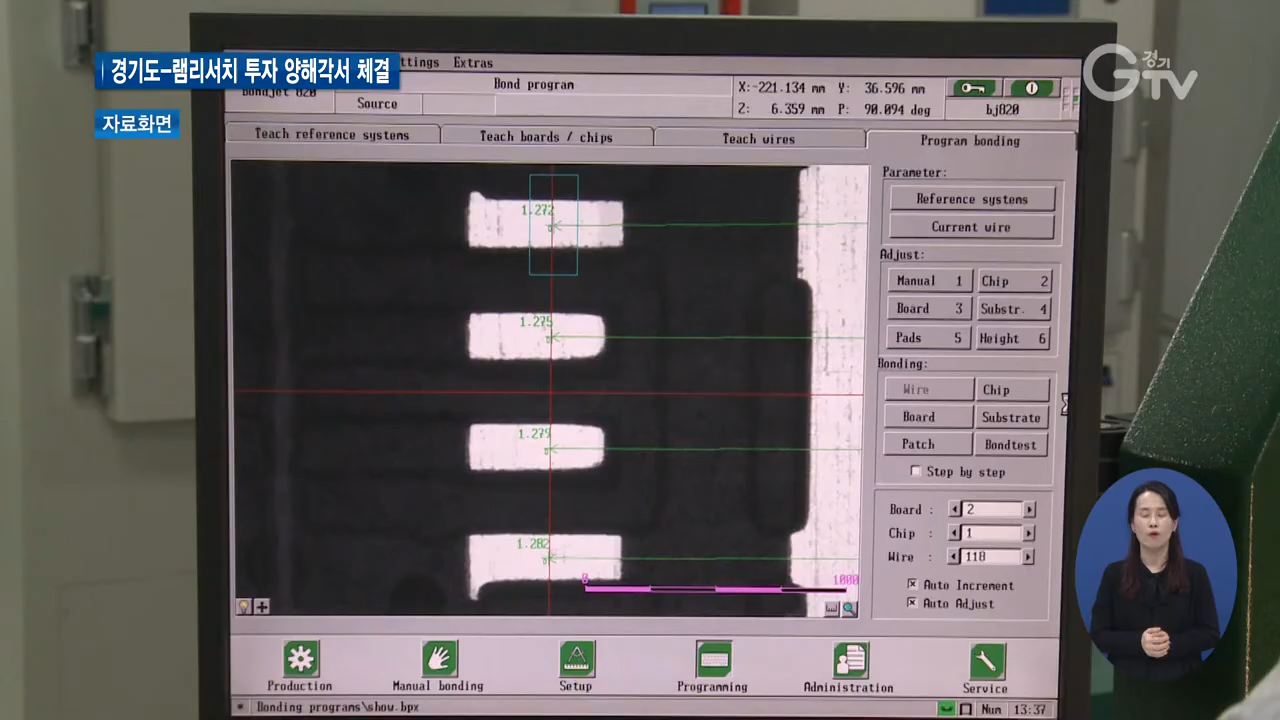 경기도-램리서치 투자 양해각서 체결
자료화면
경기
GTV
ttings Extras
Bondjet 820
Source
Bond program
X:-221.134 mm Y: 36.596 mm
Z: 6.359 mm P: 90.094 deg
bj820
Teach reference systems
Teach boards / chips
Teach wires
Program bonding
1.272
1.275
1.279
1.282
0
1000
Parameter:
Reference systems
Current wire
Adjust:
Manual 1
Chip 2
Board 3
Substr. 4
Pads 5
Height 6
Bonding:
Wire
Chip
Board
Substrate
Patch
Bondtest
Step by step
Board : 2
Chip : 1
Wire : 118
Auto Increment
Auto Adjust
Production
Manual bonding
Setup
Programming
Administration
Service
Bonding programs\show.bpx
Num 13:37